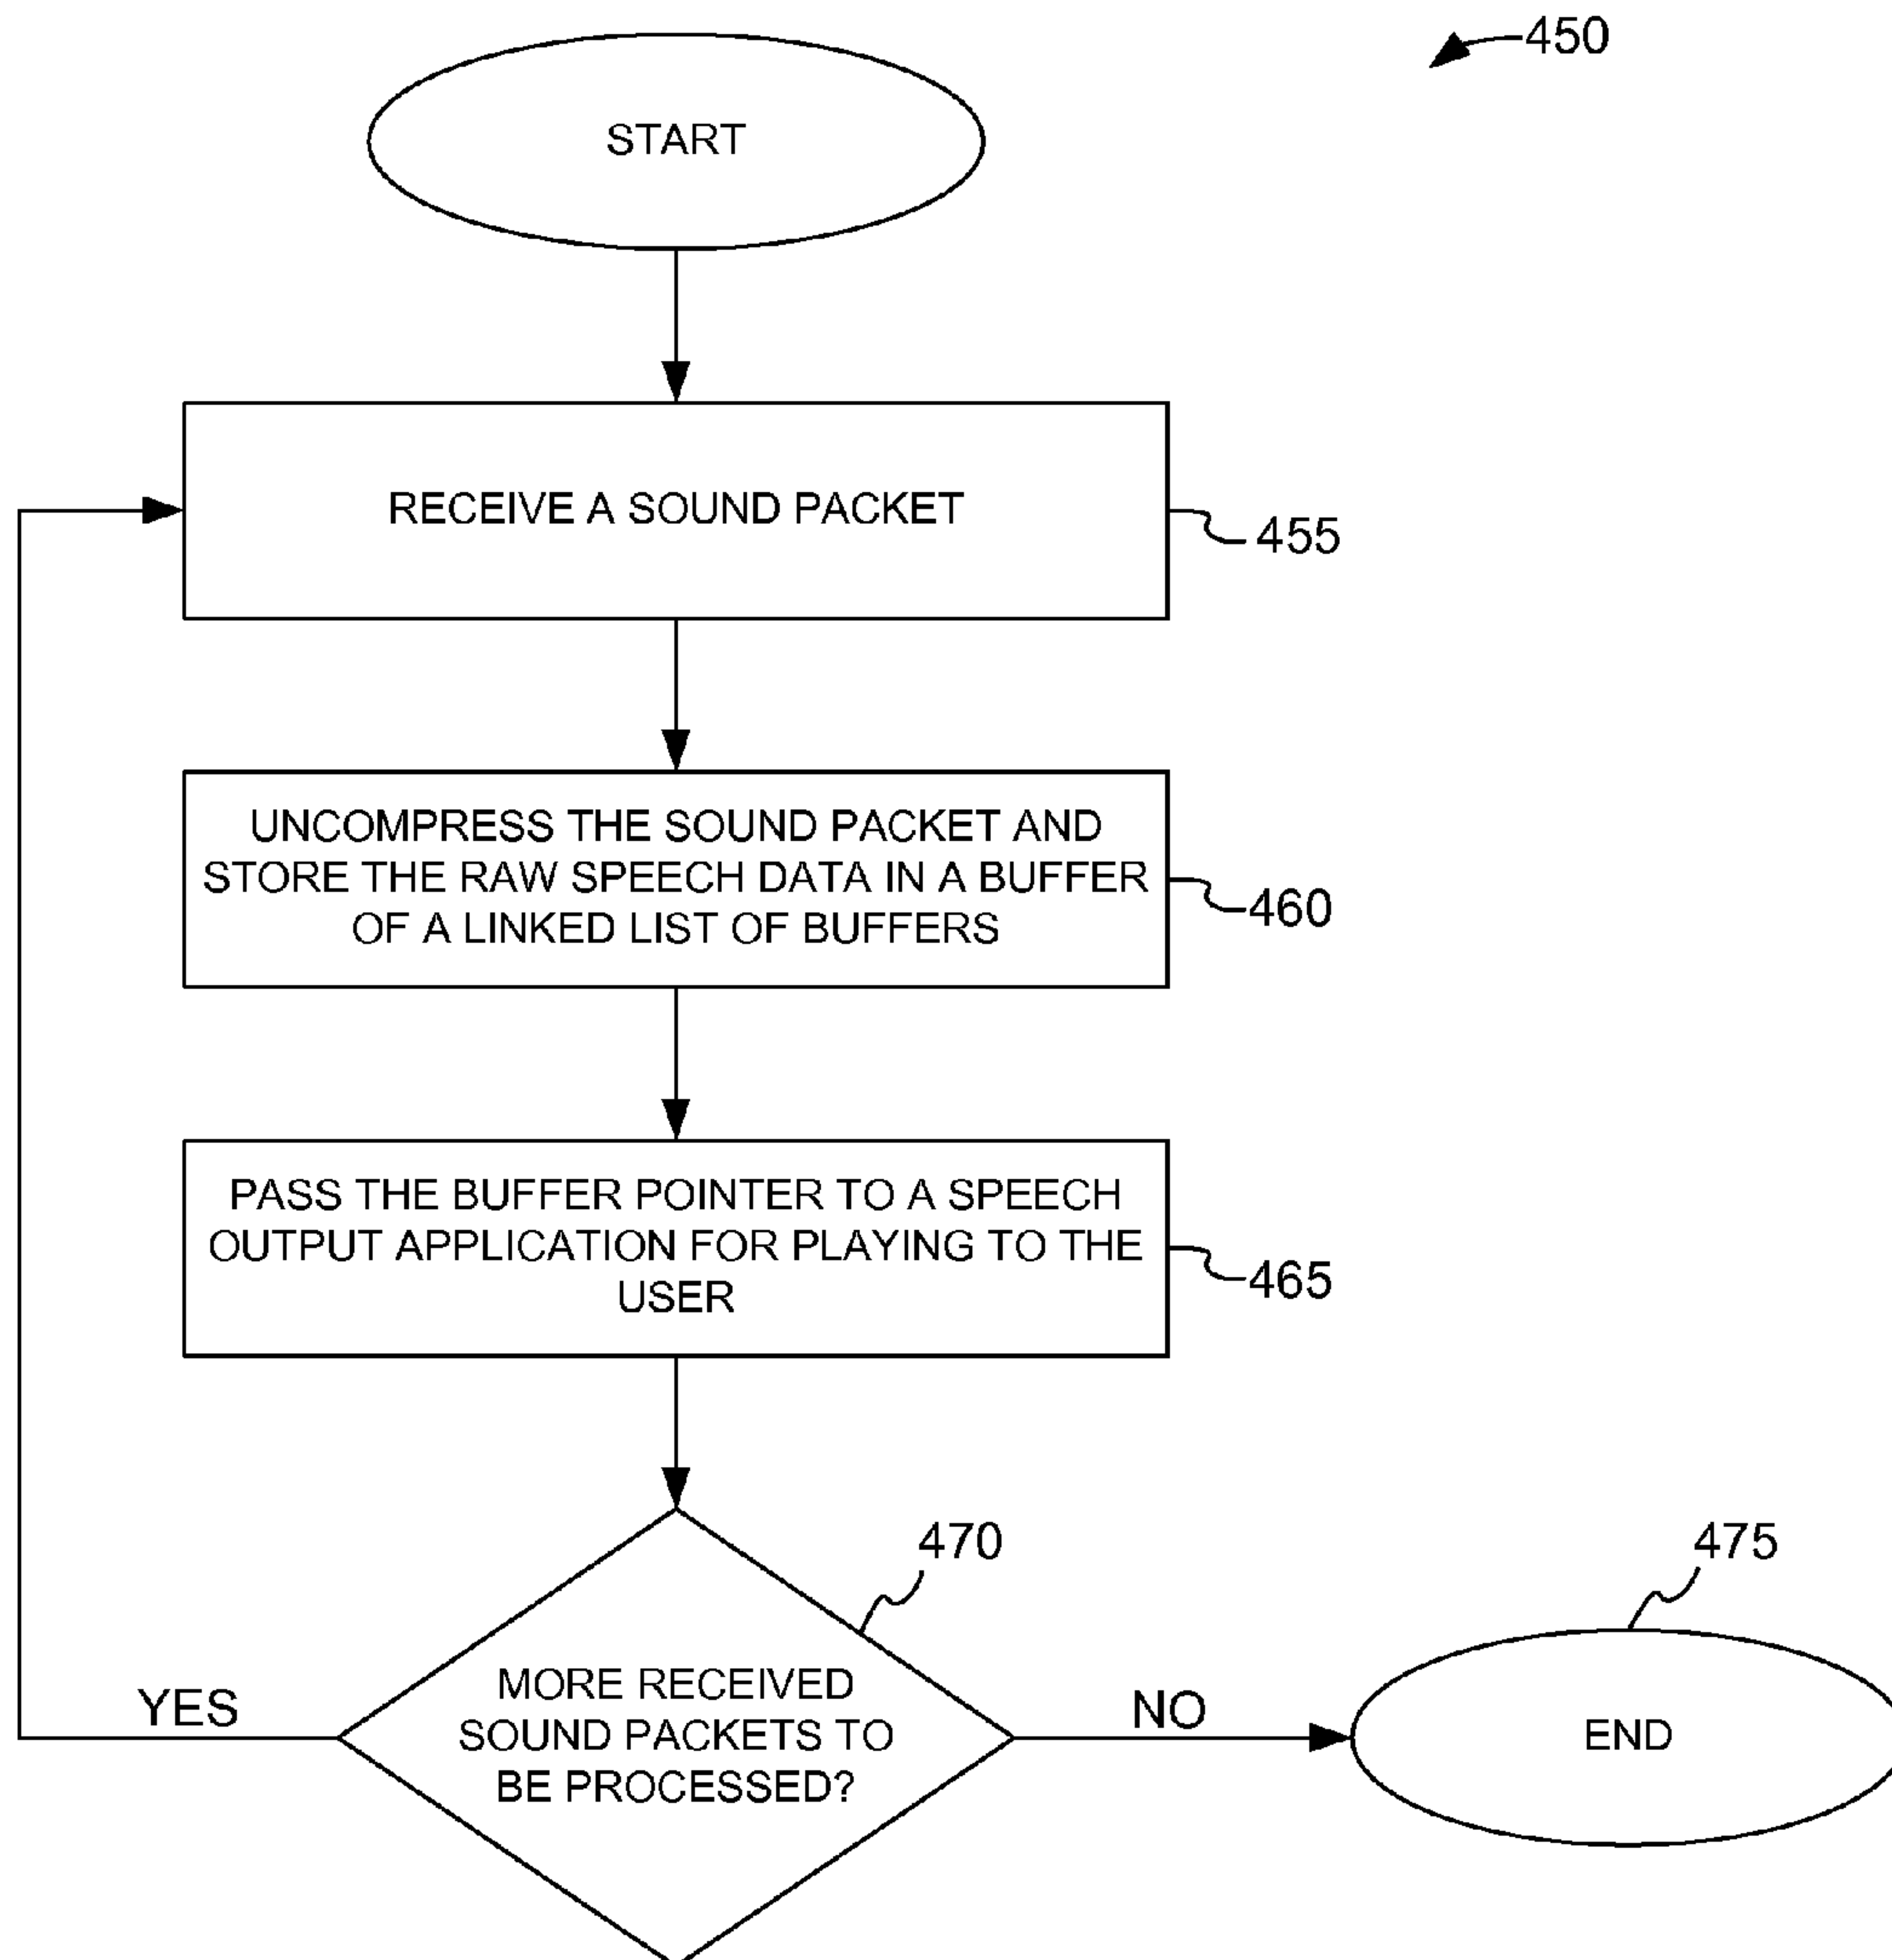 450
START
RECEIVE A SOUND PACKET
455
UNCOMPRESS THE SOUND PACKET AND
STORE THE RAW SPEECH DATA IN A BUFFER
OF A LINKED LIST OF BUFFERS
460
PASS THE BUFFER POINTER TO A SPEECH
OUTPUT APPLICATION FOR PLAYING TO THE
USER
465
470
475
YES
MORE RECEIVED
SOUND PACKETS TO
BE PROCESSED?
NO
END